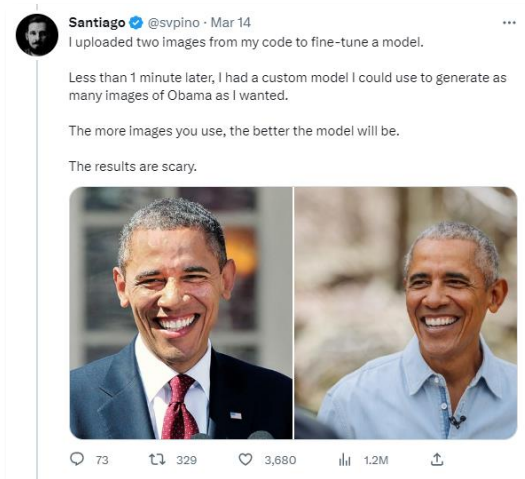 Santiago @svpino · Mar 14
I uploaded two images from my code to fine-tune a model.
Less than 1 minute later, I had a custom model I could use to generate as
many images of Obama as I wanted.
The more images you use, the better the model will be.
The results are scary.
73 329 3,680 1.2M